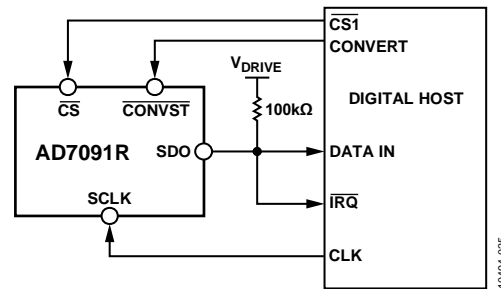 CS1
CONVERT
VDRIVE
100kΩ
DIGITAL HOST
CS
CONVST
AD7091R
SDO
DATA IN
SCLK
IRQ
CLK